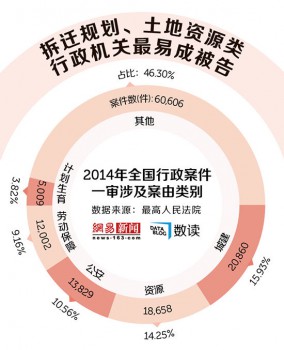 拆迁规划、土地资源类
行政机关最易成被告
占比：46.30%
案件数(件)：60,606
其他
2014年全国行政案件
一审涉及案由类别
数据来源：最高人民法院
網易新闻
news·163·com
DATA BLOG
数读
城建
20,860
15.93%
资源
18,658
14.25%
公安
13,829
10.56%
劳动保障
12,002
9.16%
计划生育
5,009
3.82%